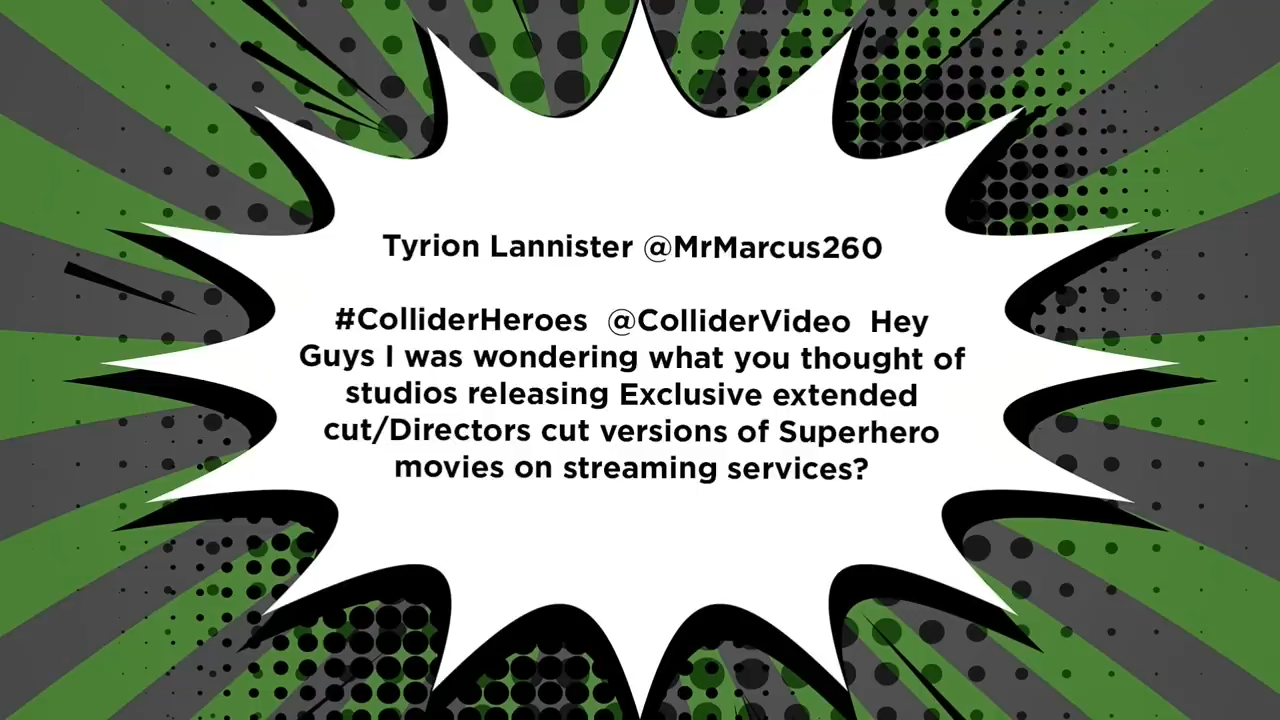 Tyrion Lannister @MrMarcus260
#ColliderHeroes @ColliderVideo Hey
Guys I was wondering what you thought of
studios releasing Exclusive extended
cut/Directors cut versions of Superhero
movies on streaming services?